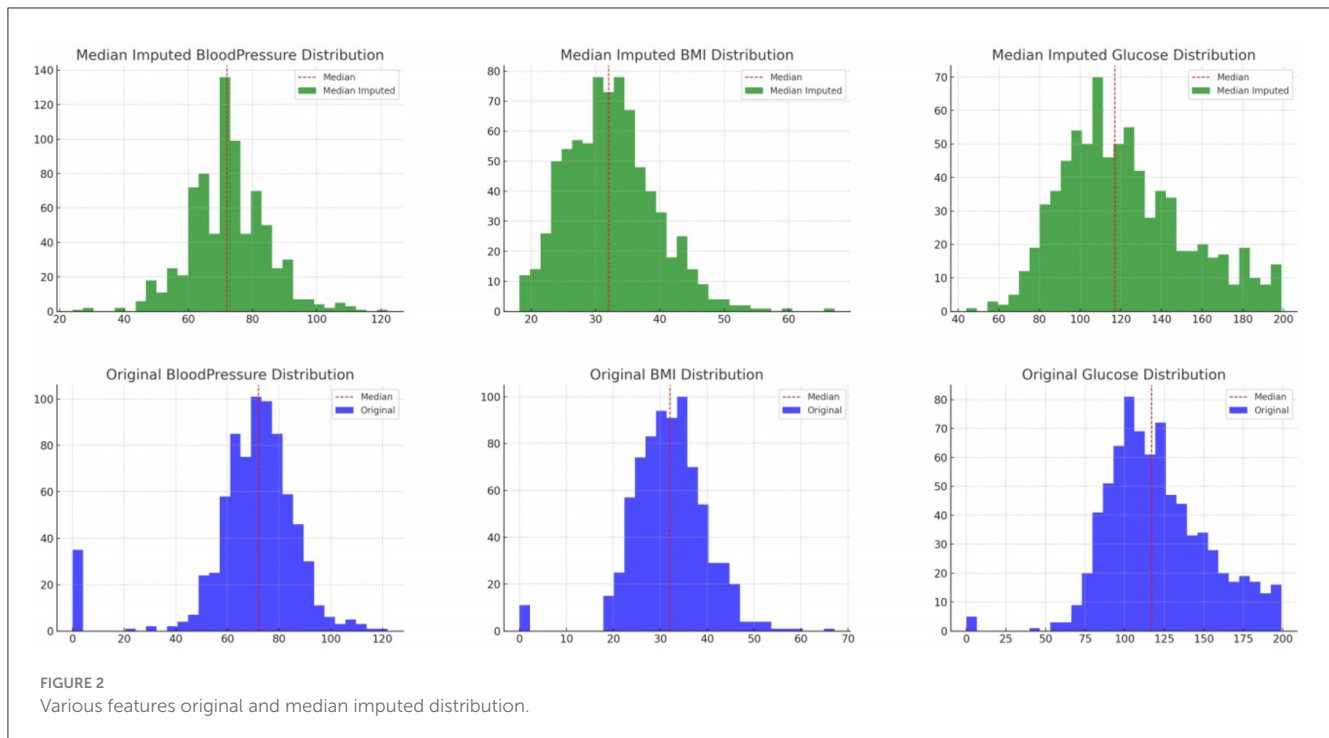 Median Imputed BloodPressure Distribution
Median
Median Imputed
140
120
100
80
60
40
20
0
20 40 60 80 100 120
Median Imputed BMI Distribution
Median
Median Imputed
80
70
60
50
40
30
20
10
0
20 30 40 50 60
Median Imputed Glucose Distribution
Median
Median Imputed
70
60
50
40
30
20
10
0
40 60 80 100 120 140 160 180 200
Original BloodPressure Distribution
Median
Original
100
80
60
40
20
0
0 20 40 60 80 100 120
Original BMI Distribution
Median
Original
100
80
60
40
20
0
0 10 20 30 40 50 60 70
Original Glucose Distribution
Median
Original
80
70
60
50
40
30
20
10
0
0 25 50 75 100 125 150 175 200
FIGURE 2
Various features original and median imputed distribution.